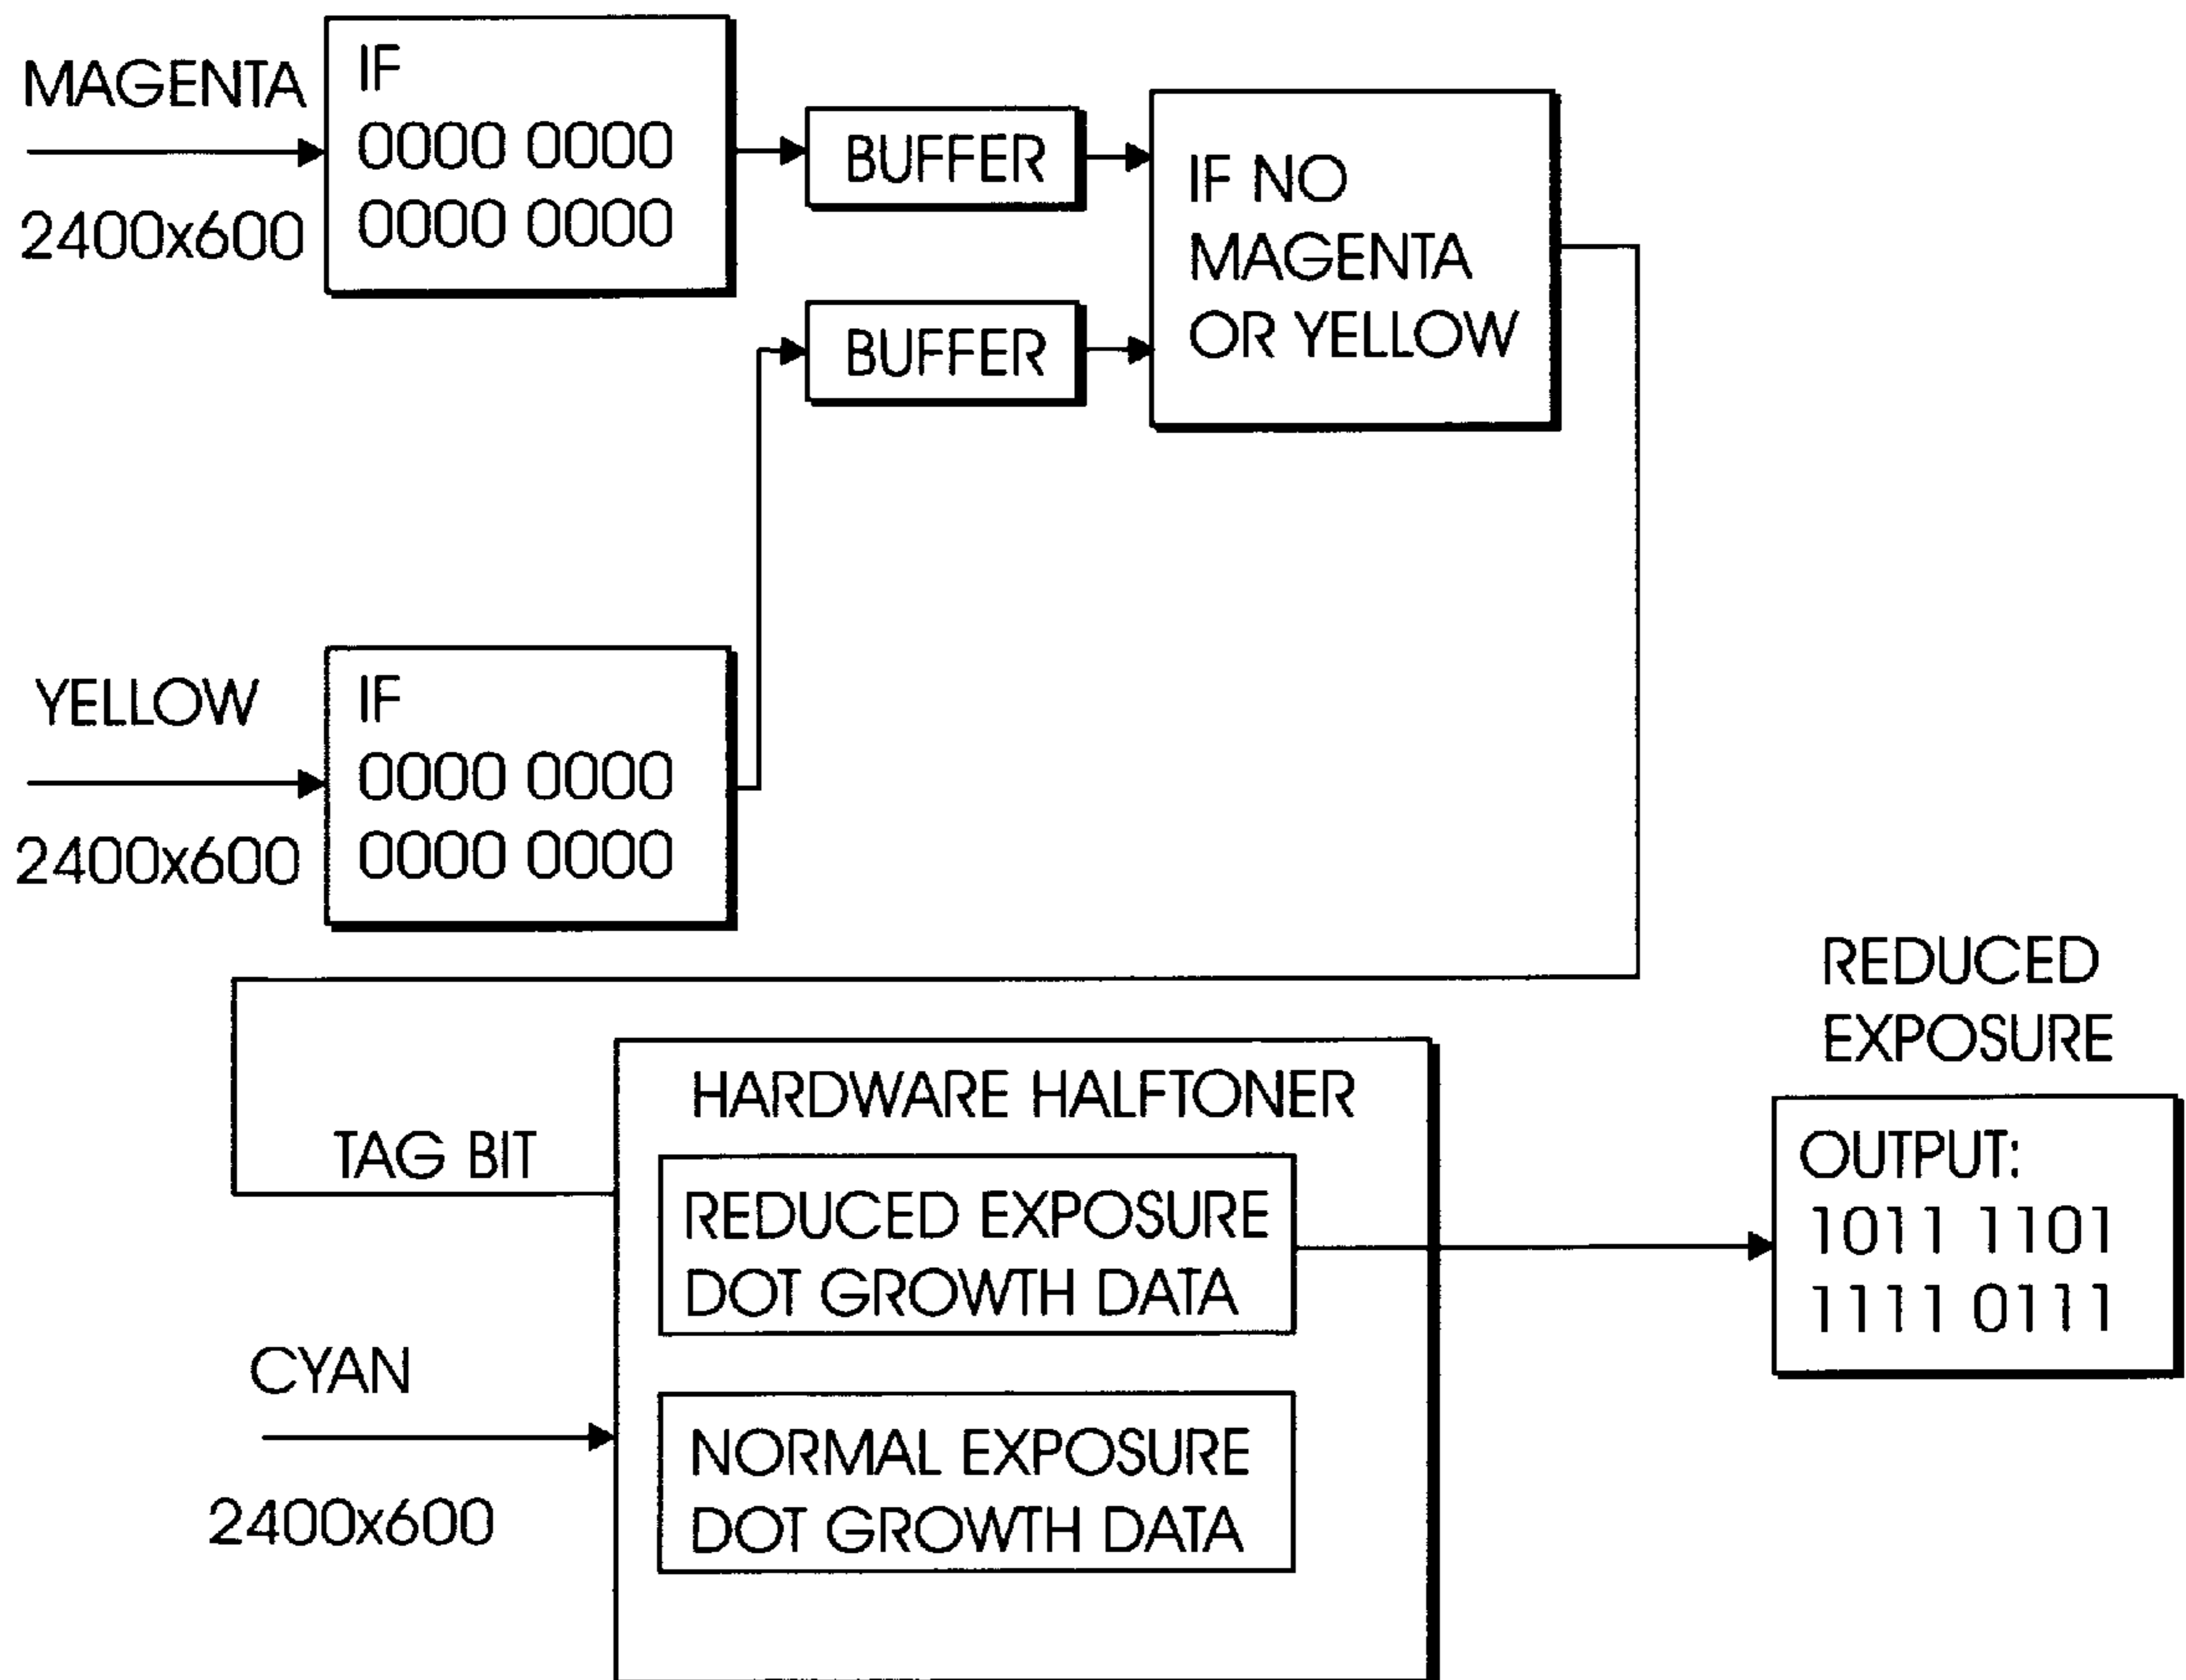 MAGENTA
2400x600
IF
0000 0000
0000 0000
BUFFER
BUFFER
IF NO
MAGENTA
OR YELLOW
YELLOW
2400x600
IF
0000 0000
0000 0000
TAG BIT
CYAN
2400x600
HARDWARE HALFTONER
REDUCED EXPOSURE
DOT GROWTH DATA
NORMAL EXPOSURE
DOT GROWTH DATA
REDUCED
EXPOSURE
OUTPUT:
1011 1101
1111 0111